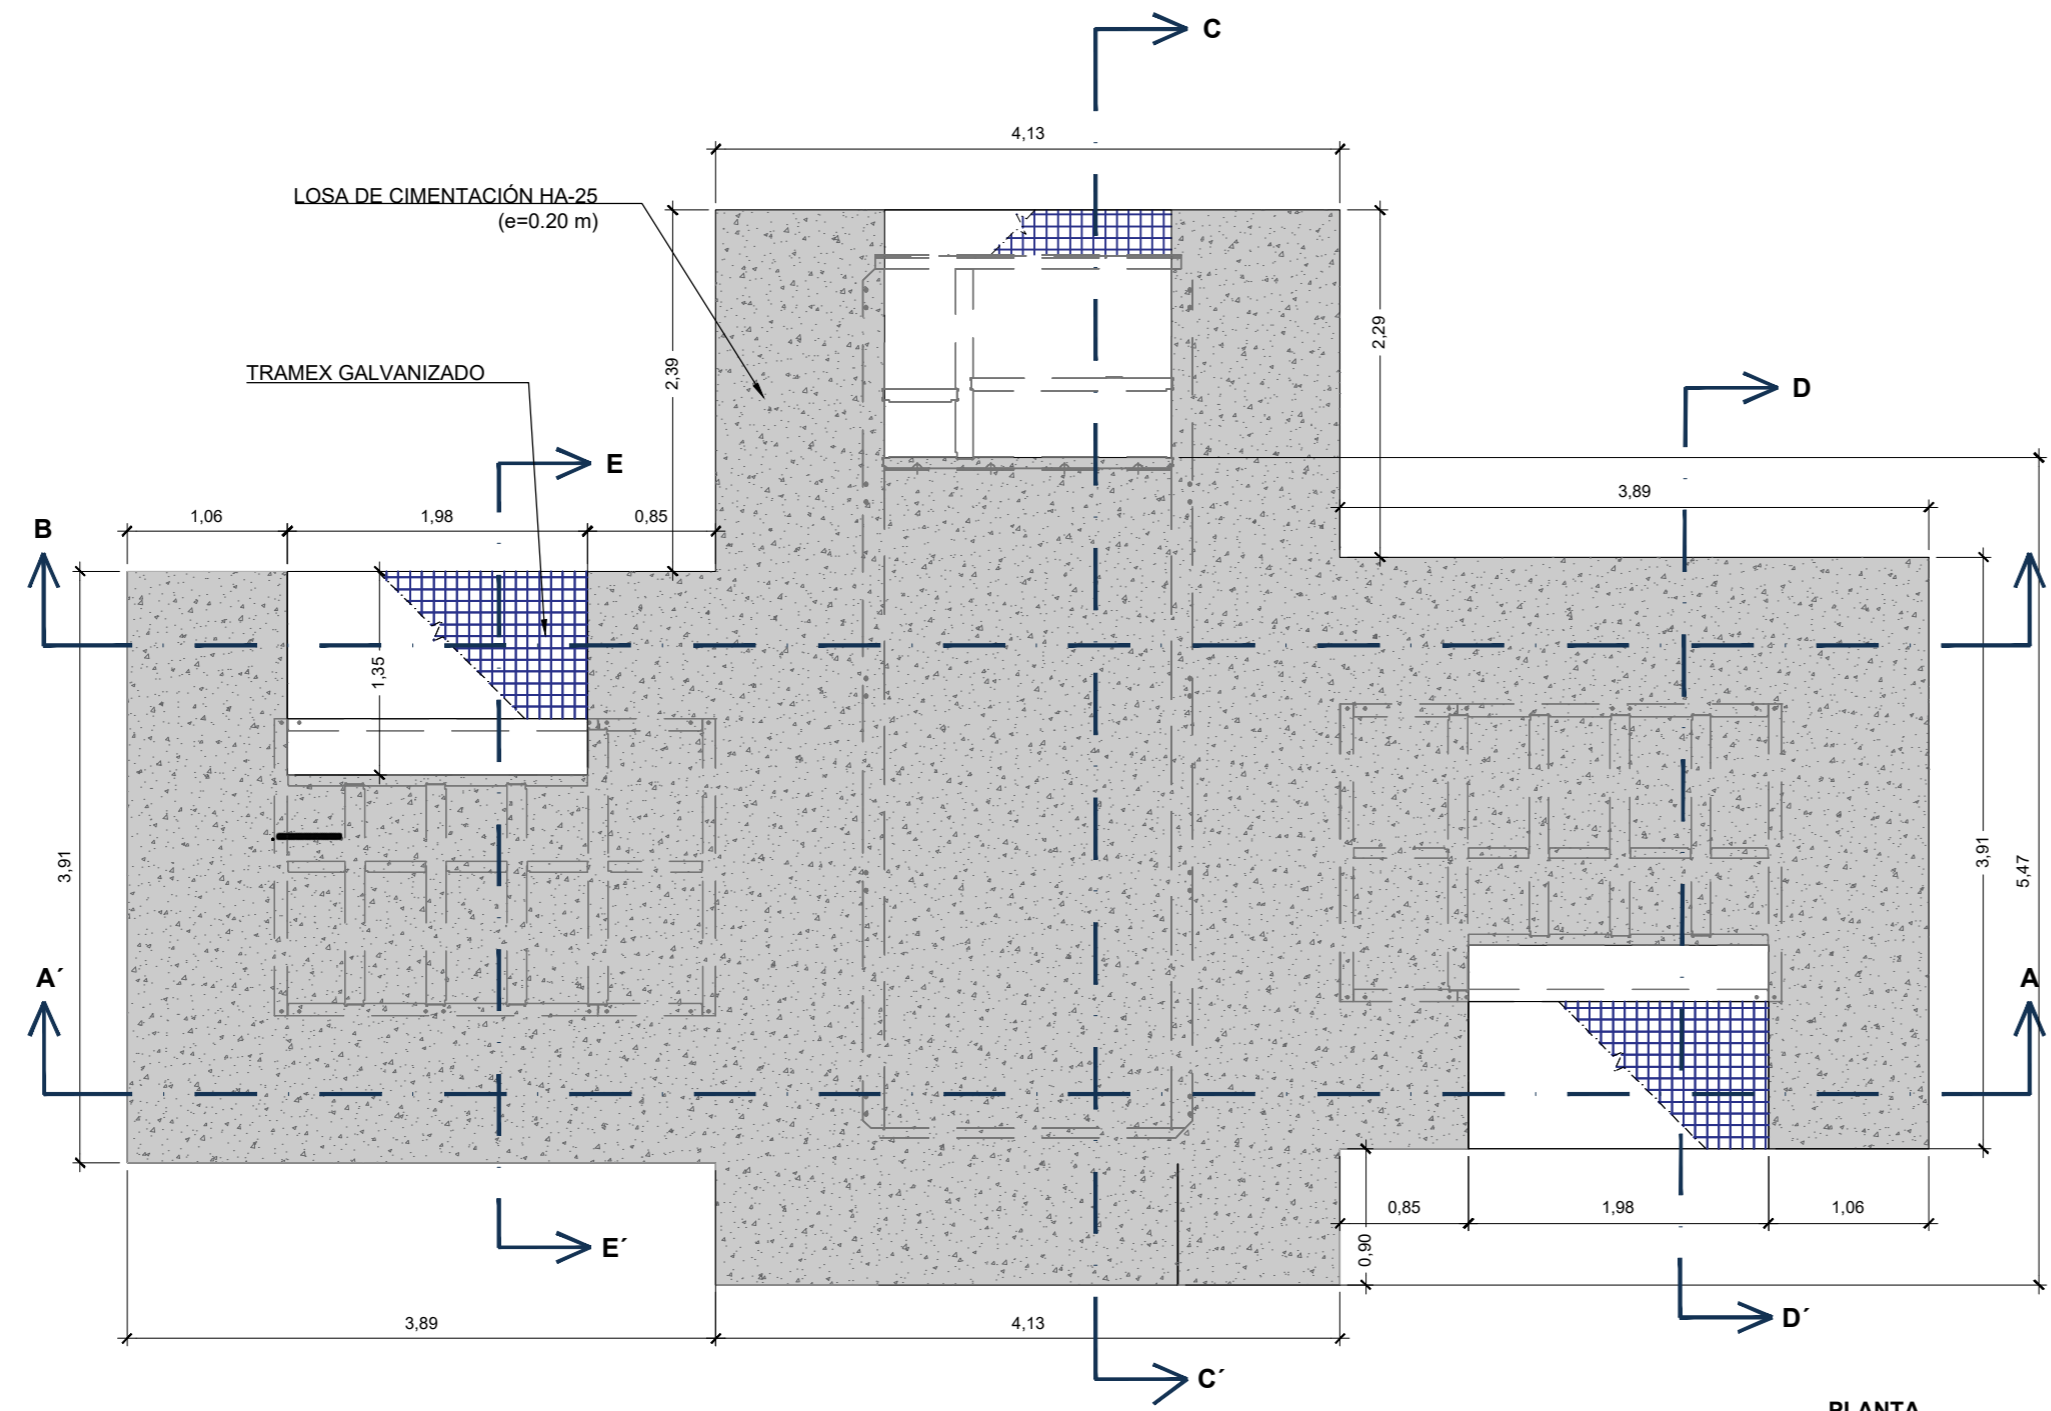 C
4,13
LOSA DE CIMENTACIÓN HA-25
(e=0.20 m)
2,39
2,29
TRAMEX GALVANIZADO
D
E
3,89
1,06
1,98
0,85
B
1,35
3,91
3,91
5,47
A´
A
0,85
1,98
1,06
0,90
E´
3,89
4,13
D´
C´
PLANTA